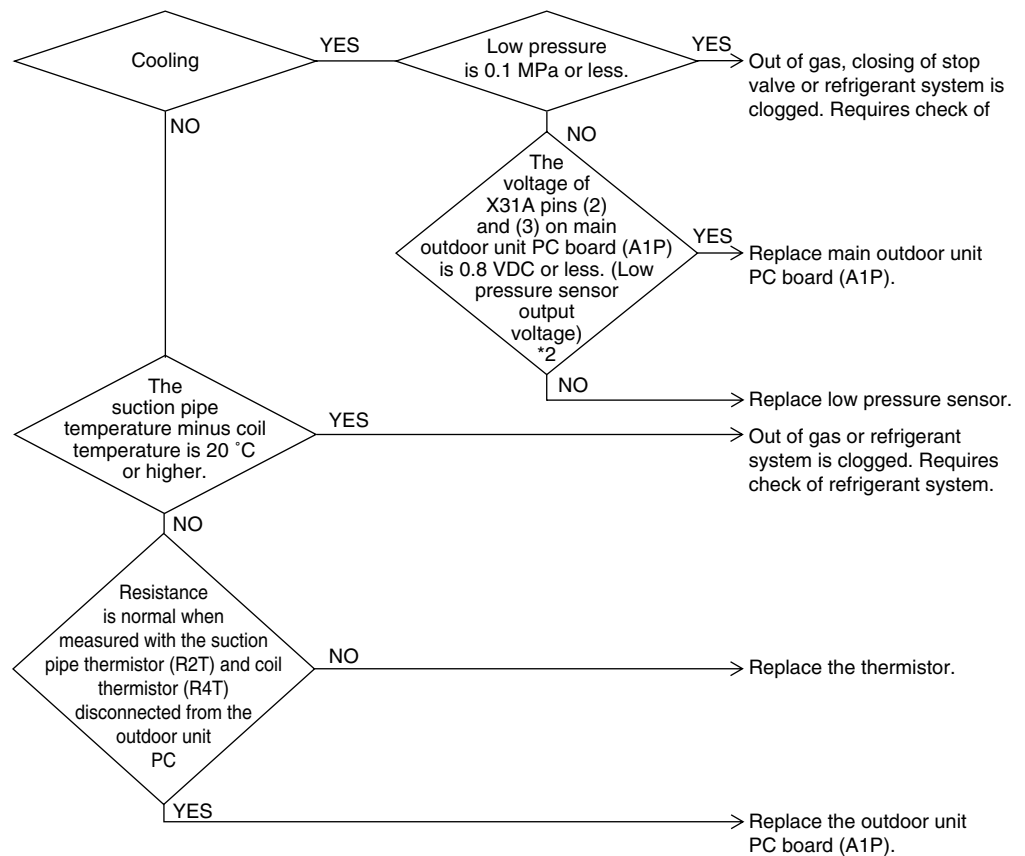 Cooling
YES
Low pressure
is 0.1 MPa or less.
YES
Out of gas, closing of stop
valve or refrigerant system is
clogged. Requires check of
NO
NO
The
voltage of
X31A pins (2)
and (3) on main
outdoor unit PC board (A1P)
is 0.8 VDC or less. (Low
pressure sensor
output
voltage)
*2
YES
Replace main outdoor unit
PC board (A1P).
NO
Replace low pressure sensor.
The
suction pipe
temperature minus coil
temperature is 20 ˚C
or higher.
YES
Out of gas or refrigerant
system is clogged. Requires
check of refrigerant system.
NO
Resistance
is normal when
measured with the suction
pipe thermistor (R2T) and coil
thermistor (R4T)
disconnected from the
outdoor unit
PC
NO
Replace the thermistor.
YES
Replace the outdoor unit
PC board (A1P).